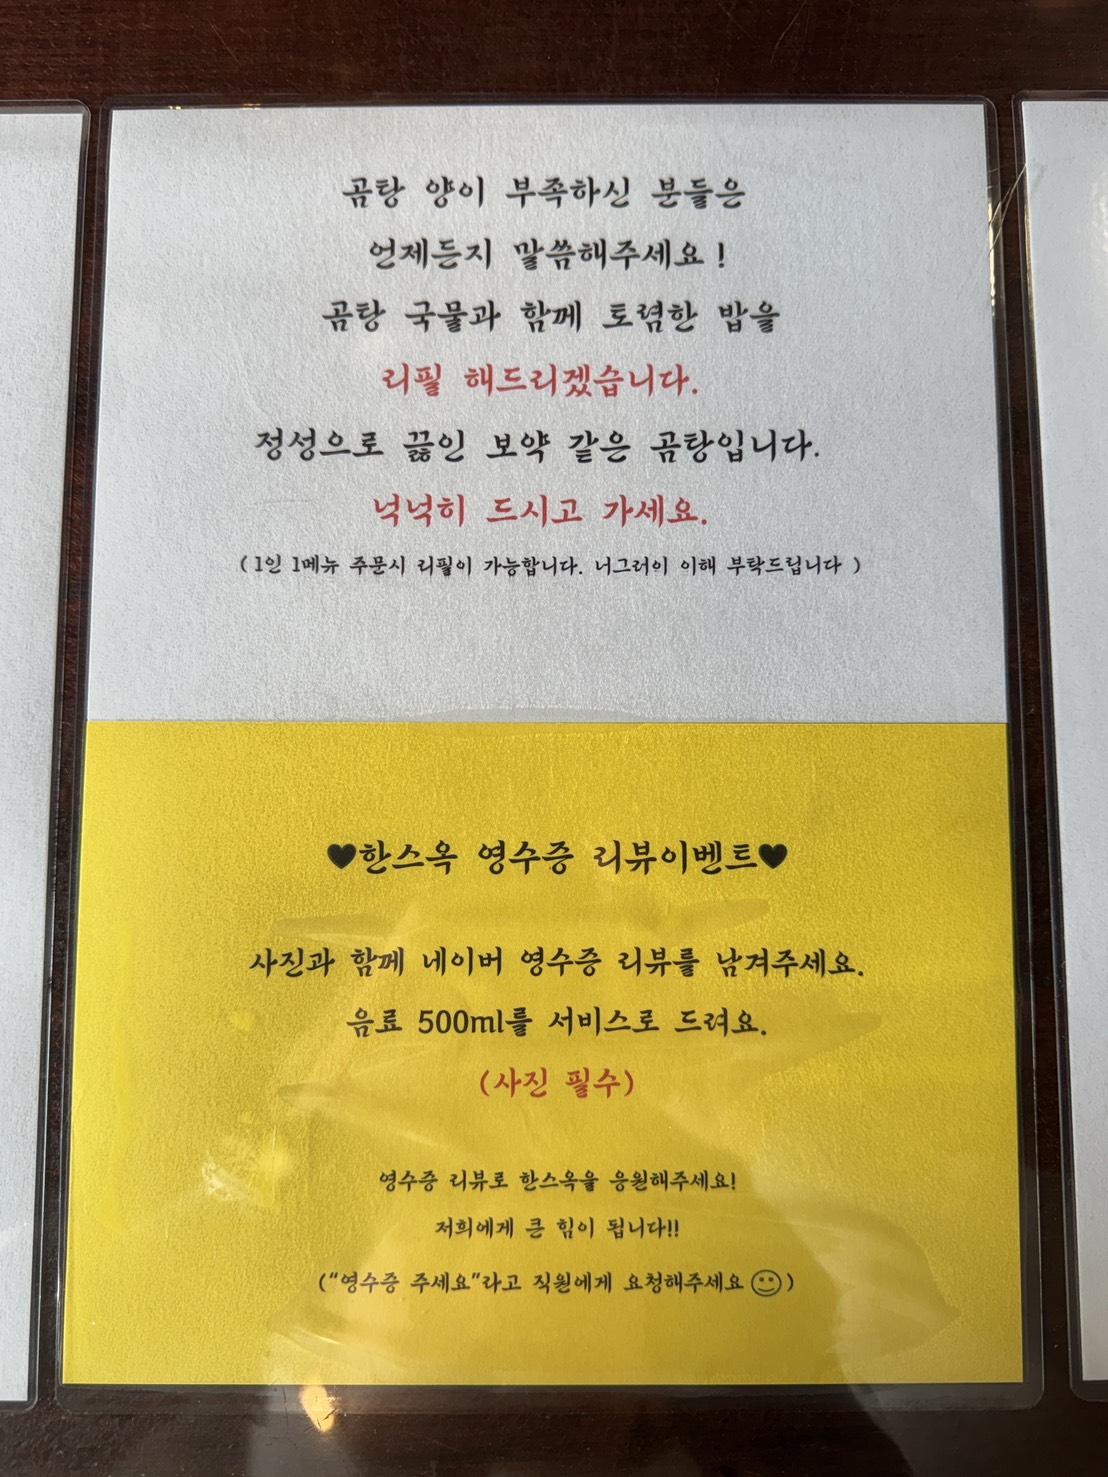 곰탕 양이 부족하신 분들은
언제든지 말씀해주세요!
곰탕 국물과 함께 토렴한 밥을
리필 해드리겠습니다.
정성으로 끓인 보약 같은 곰탕입니다.
넉넉히 드시고 가세요.
(1인 1메뉴 주문시 리필이 가능합니다. 너그러이 이해 부탁드립니다)
♥한스옥 영수증 리뷰이벤트♥
사진과 함께 네이버 영수증 리뷰를 남겨주세요.
음료 500ml를 서비스로 드려요.
(사진 필수)
영수증 리뷰로 한스옥을 응원해주세요!
저희에게 큰 힘이 됩니다!!
("영수증 주세요"라고 직원에게 요청해주세요☺)